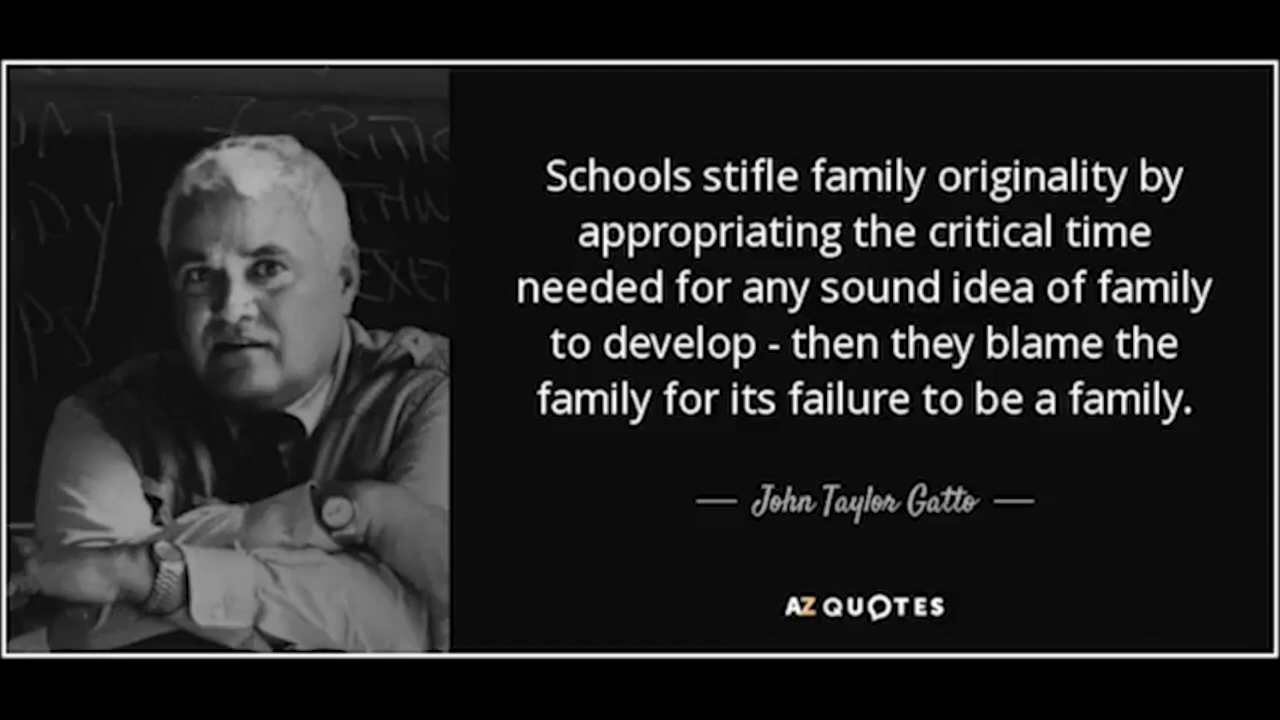 Schools stifle family originality by
appropriating the critical time
needed for any sound idea of family
to develop - then they blame the
family for its failure to be a family.
John Taylor Gatto
AZ QUOTES